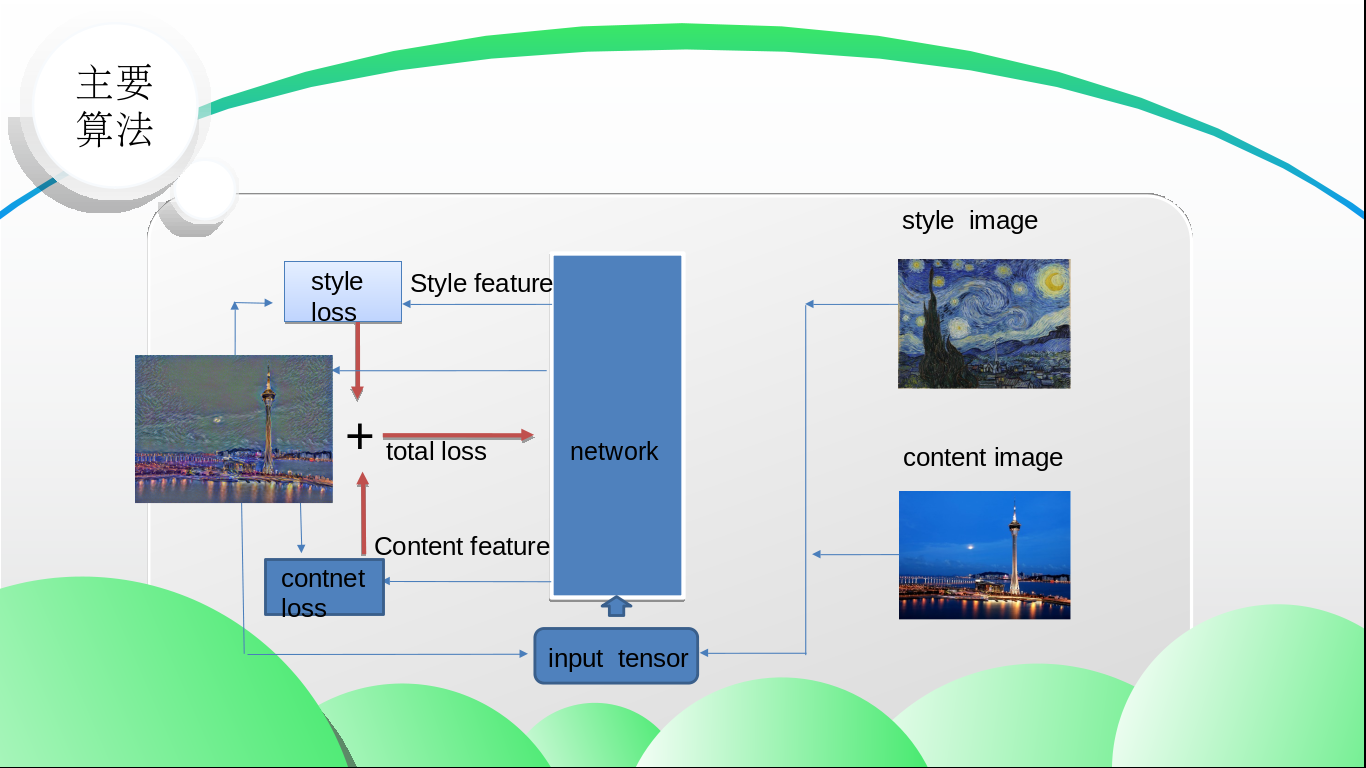 主要
算法
style  image
style
loss
Style feature
+
total loss
network
content image
Content feature
contnet
loss
input  tensor